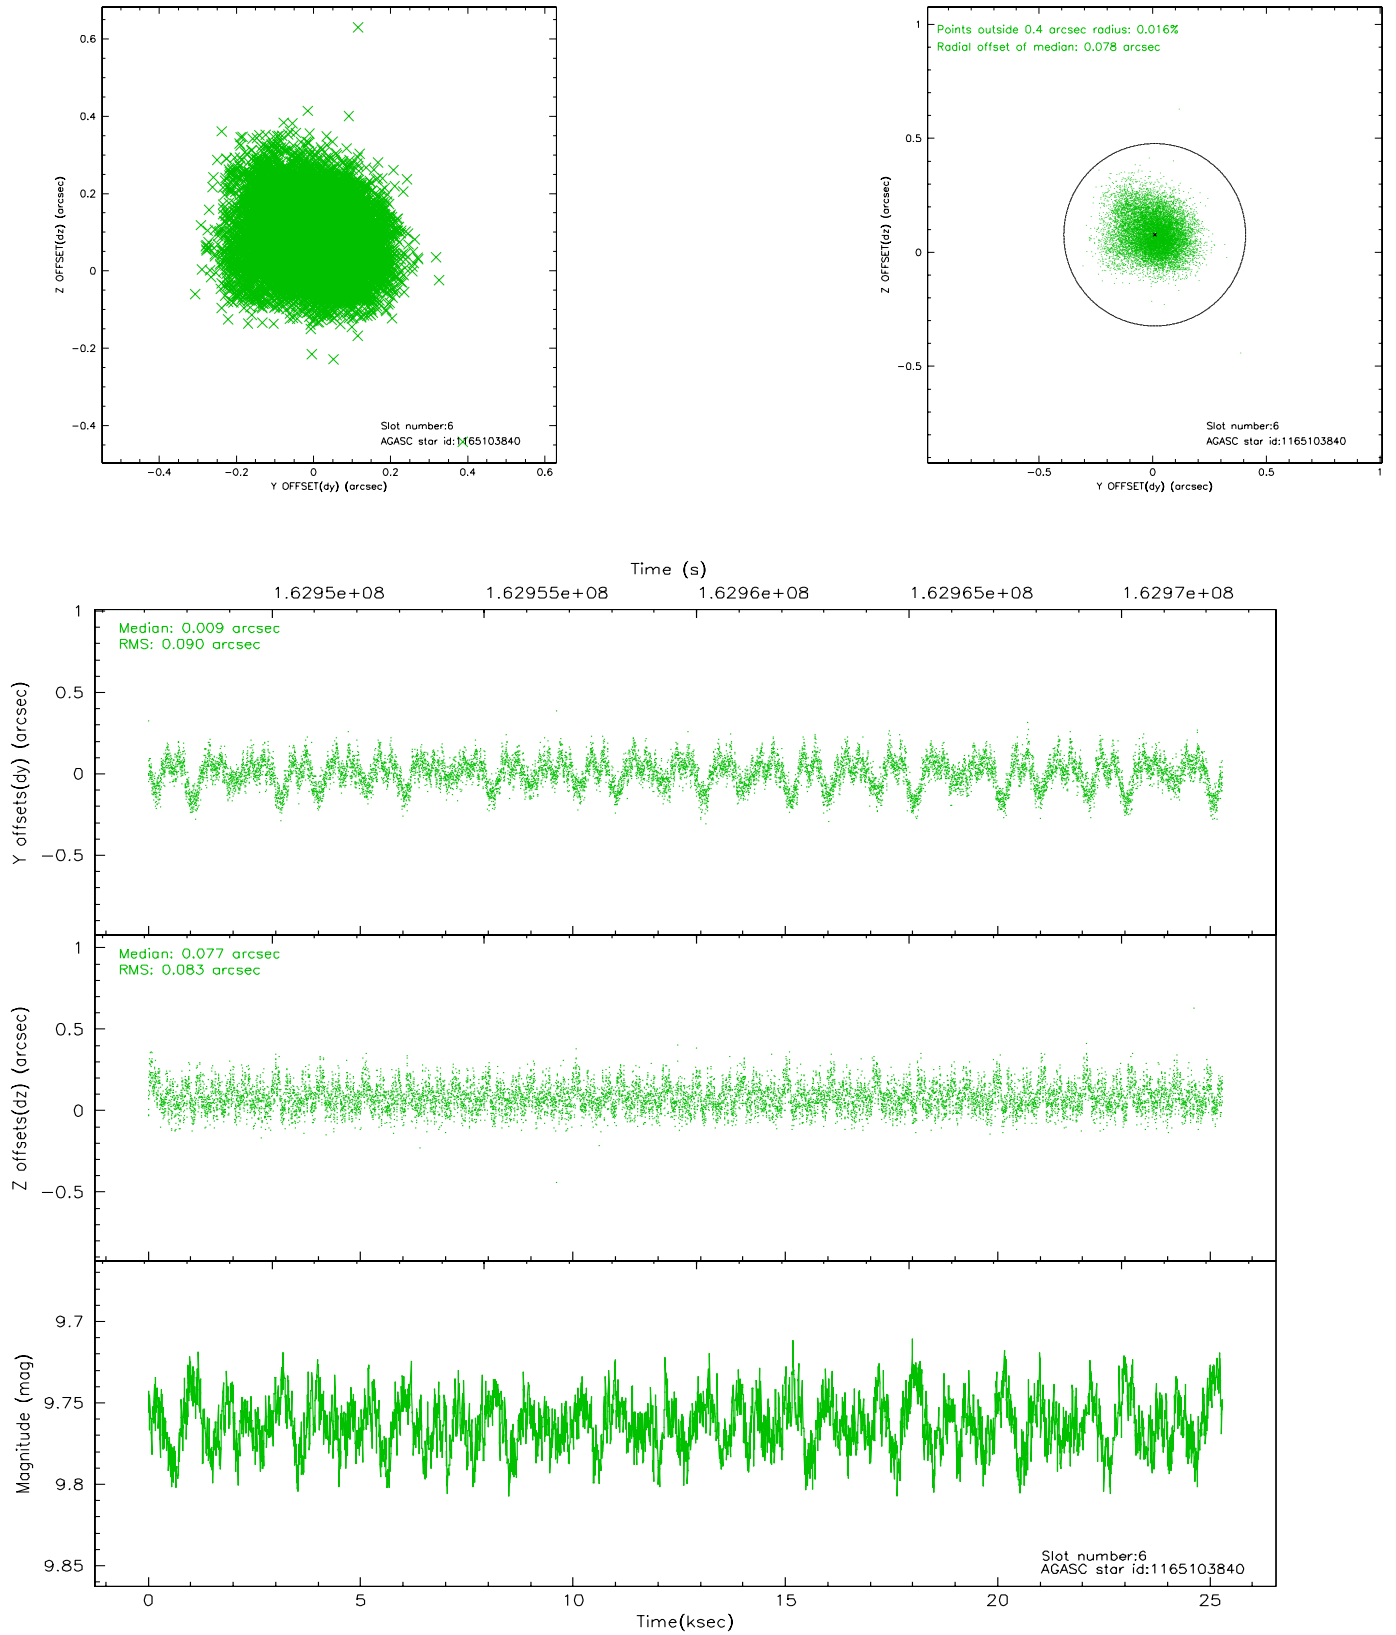 0.6
0.4
0.2
0
−0.2
−0.4
Z OFFSET(dz) (arcsec)
Slot number:6
AGASC star id:1165103840
−0.4 −0.2 0 0.2 0.4 0.6
Y OFFSET(dy) (arcsec)
1
0.5
0
−0.5
Z OFFSET(dz) (arcsec)
Points outside 0.4 arcsec radius: 0.016%
Radial offset of median: 0.078 arcsec
Slot number:6
AGASC star id:1165103840
−0.5 0 0.5 1
Y OFFSET(dy) (arcsec)
Time (s)
1.6295e+08 1.62955e+08 1.6296e+08 1.62965e+08 1.6297e+08
Median: 0.009 arcsec
RMS: 0.090 arcsec
1
0.5
0
−0.5
Y offsets(dy) (arcsec)
Median: 0.077 arcsec
RMS: 0.083 arcsec
1
0.5
0
−0.5
Z offsets(dz) (arcsec)
9.7
9.75
9.8
9.85
Magnitude (mag)
Slot number:6
AGASC star id:1165103840
0 5 10 15 20 25
Time(ksec)